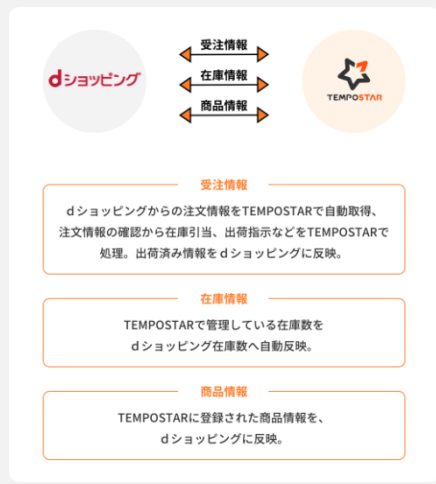 dショッピング
受注情報
在庫情報
商品情報
TEMPOSTAR
受注情報
dショッピングからの注文情報をTEMPOSTARで自動取得、
注文情報の確認から在庫引当、出荷指示などをTEMPOSTARで
処理。出荷済み情報をdショッピングに反映。
在庫情報
TEMPOSTARで管理している在庫数を
dショッピング在庫数へ自動反映。
商品情報
TEMPOSTARに登録された商品情報を、
dショッピングに反映。